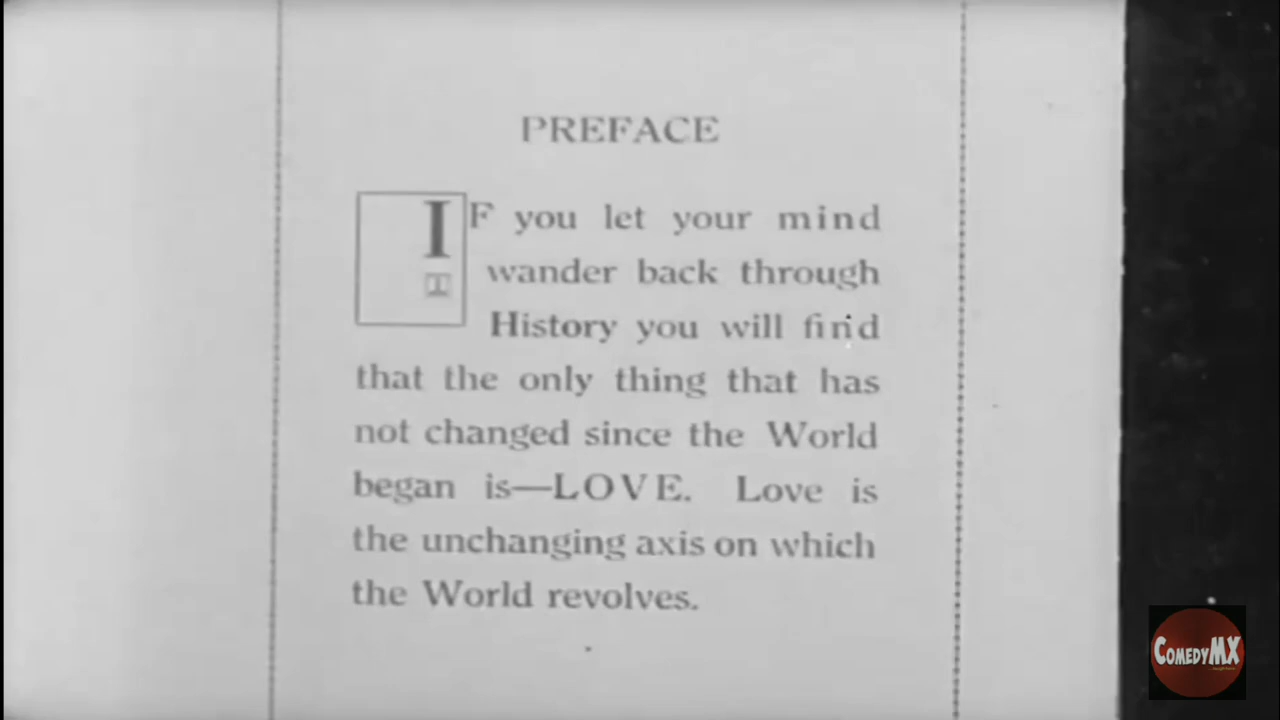 PREFACE
IF you let your mind
wander back through
History you will find
that the only thing that has
not changed since the World
began is—LOVE. Love is
the unchanging axis on which
the World revolves.
COMEDYMX